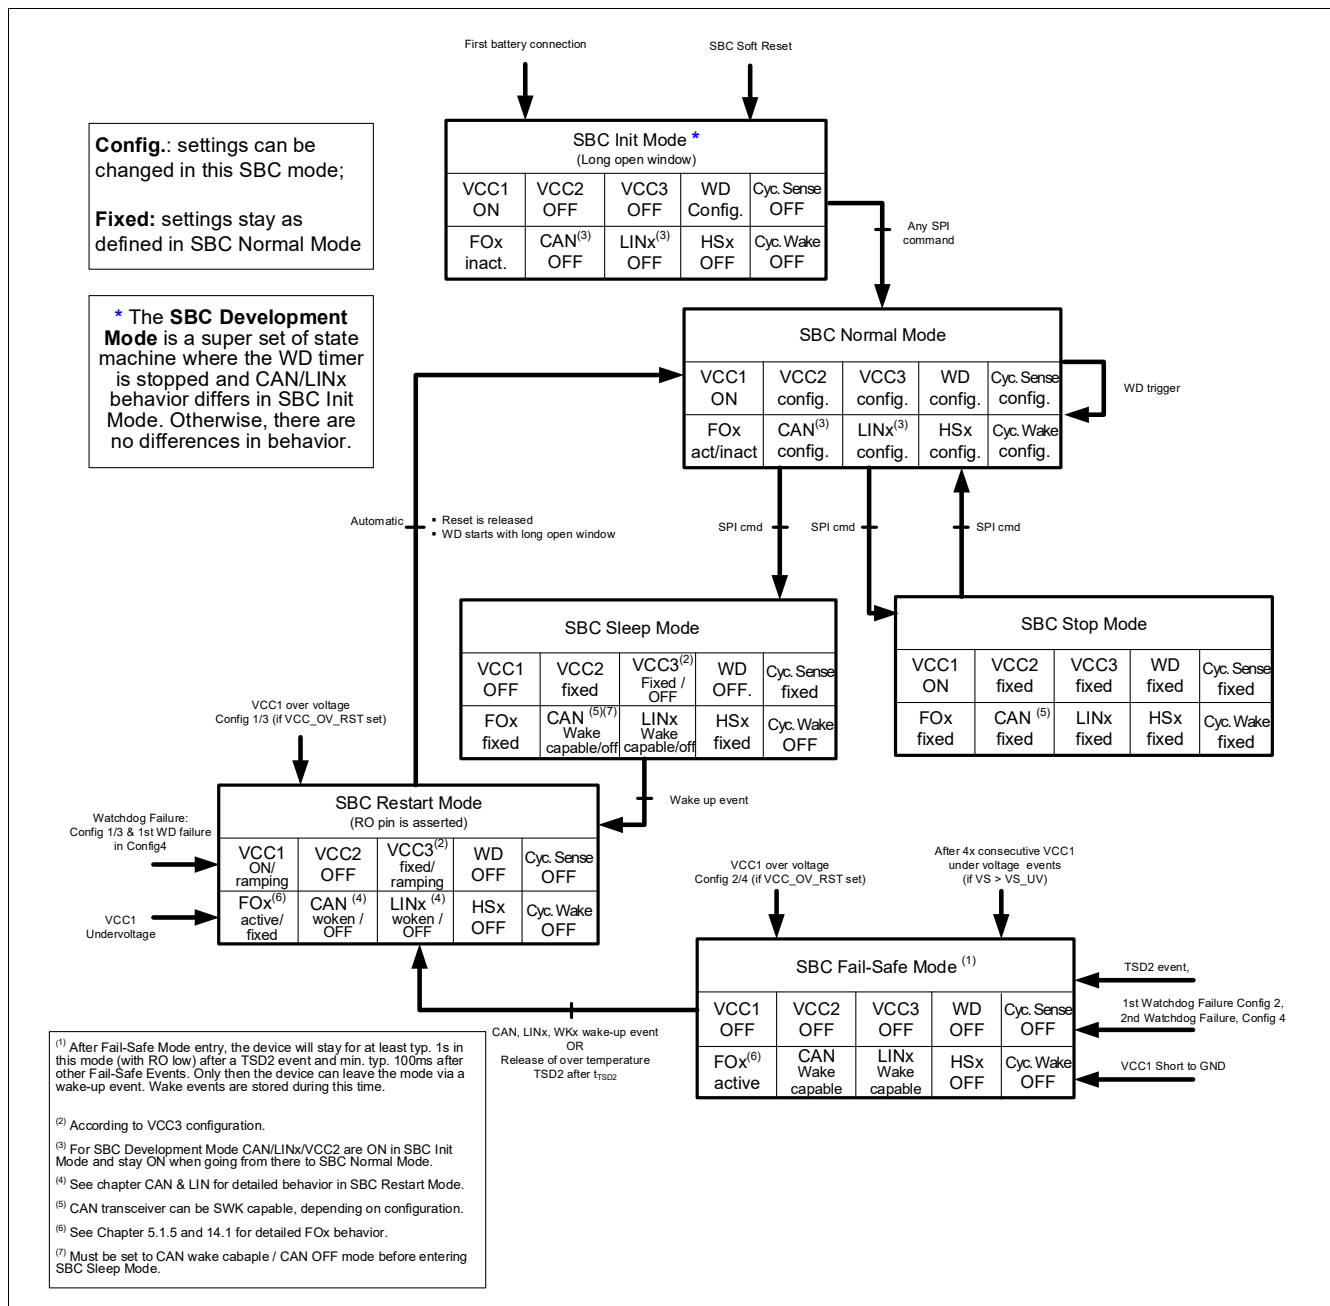 First battery connection
SBC Soft Reset
Config.: settings can be
changed in this SBC mode;
Fixed: settings stay as
defined in SBC Normal Mode
* The SBC Development
Mode is a super set of state
machine where the WD timer
is stopped and CAN/LINx
behavior differs in SBC Init
Mode. Otherwise, there are
no differences in behavior.
SBC Init Mode *
(Long open window)
VCC1 ON
VCC2 OFF
VCC3 OFF
WD Config.
Cyc. Sense OFF
FOx inact.
CAN(3) OFF
LINx(3) OFF
HSx OFF
Cyc. Wake OFF
Any SPI
command
SBC Normal Mode
VCC1 ON
VCC2 config.
VCC3 config.
WD config.
Cyc. Sense config.
FOx act/inact
CAN(3) config.
LINx(3) config.
HSx config.
Cyc. Wake config.
WD trigger
Automatic
▪ Reset is released
▪ WD starts with long open window
SPI cmd
SPI cmd
SPI cmd
SBC Sleep Mode
VCC1 OFF
VCC2 fixed
VCC3(2) Fixed / OFF
WD OFF.
Cyc. Sense fixed
FOx fixed
CAN (5)(7) Wake capable/off
LINx Wake capable/off
HSx fixed
Cyc. Wake OFF
SBC Stop Mode
VCC1 ON
VCC2 fixed
VCC3 fixed
WD fixed
Cyc. Sense fixed
FOx fixed
CAN (5) fixed
LINx fixed
HSx fixed
Cyc. Wake fixed
VCC1 over voltage
Config 1/3 (if VCC_OV_RST set)
Wake up event
Watchdog Failure:
Config 1/3 & 1st WD failure
in Config4
VCC1
Undervoltage
SBC Restart Mode
(RO pin is asserted)
VCC1 ON/ ramping
VCC2 OFF
VCC3(2) fixed/ ramping
WD OFF
Cyc. Sense OFF
FOx(6) active/ fixed
CAN (4) woken / OFF
LINx (4) woken / OFF
HSx OFF
Cyc. Wake OFF
VCC1 over voltage
Config 2/4 (if VCC_OV_RST set)
After 4x consecutive VCC1
under voltage events
(if VS > VS_UV)
SBC Fail-Safe Mode (1)
VCC1 OFF
VCC2 OFF
VCC3 OFF
WD OFF
Cyc. Sense OFF
FOx(6) active
CAN Wake capable
LINx Wake capable
HSx OFF
Cyc. Wake OFF
TSD2 event,
1st Watchdog Failure Config 2,
2nd Watchdog Failure, Config 4
VCC1 Short to GND
CAN, LINx, WKx wake-up event
OR
Release of over temperature
TSD2 after tTSD2
(1) After Fail-Safe Mode entry, the device will stay for at least typ. 1s in
this mode (with RO low) after a TSD2 event and min. typ. 100ms after
other Fail-Safe Events. Only then the device can leave the mode via a
wake-up event. Wake events are stored during this time.
(2) According to VCC3 configuration.
(3) For SBC Development Mode CAN/LINx/VCC2 are ON in SBC Init
Mode and stay ON when going from there to SBC Normal Mode.
(4) See chapter CAN & LIN for detailed behavior in SBC Restart Mode.
(5) CAN transceiver can be SWK capable, depending on configuration.
(6) See Chapter 5.1.5 and 14.1 for detailed FOx behavior.
(7) Must be set to CAN wake cabaple / CAN OFF mode before entering
SBC Sleep Mode.